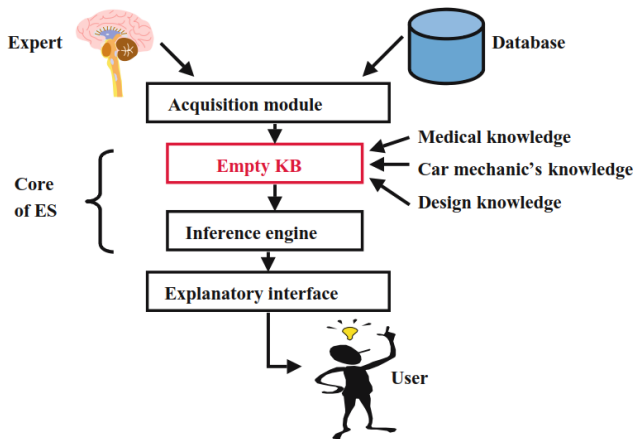 Expert
Database
Acquisition module
Medical knowledge
Empty KB
Car mechanic's knowledge
Core
of ES
Design knowledge
Inference engine
Explanatory interface
User